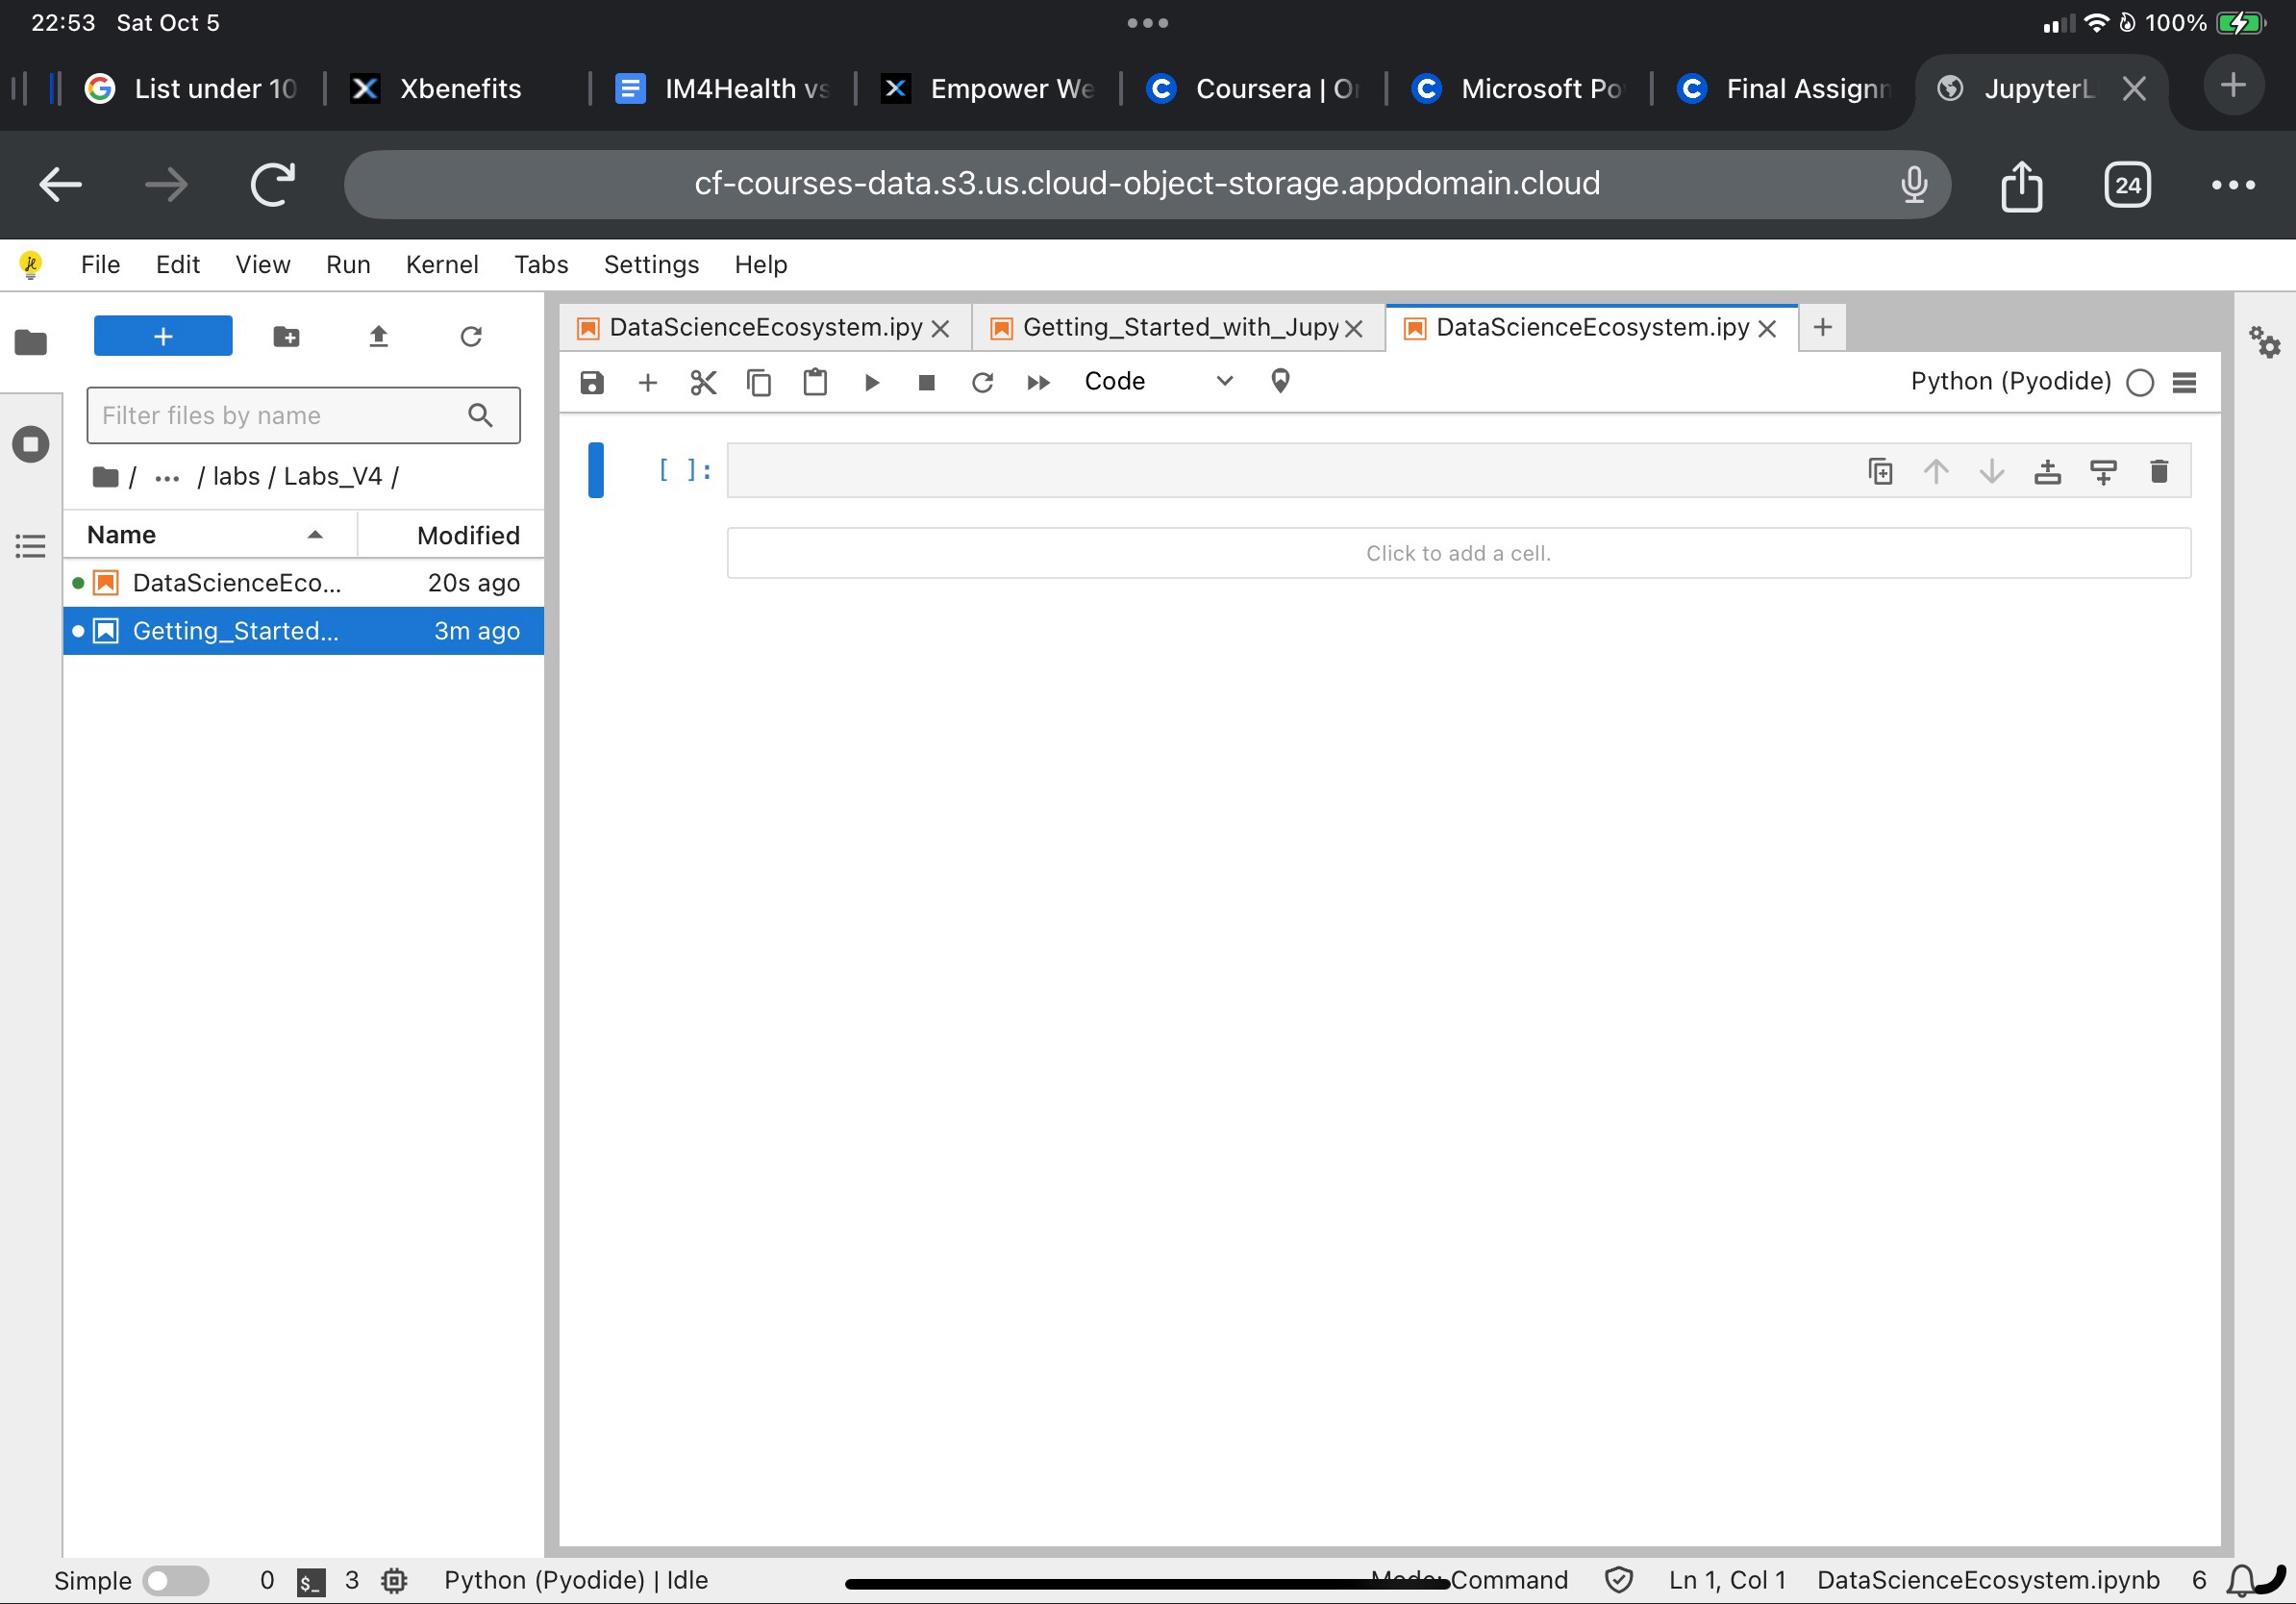 22:53 Sat Oct 5
100%
List under 10
Xbenefits
IM4Health vs
Empower We
Coursera | Or
Microsoft Po
Final Assignm
JupyterL
cf-courses-data.s3.us.cloud-object-storage.appdomain.cloud
24
File Edit View Run Kernel Tabs Settings Help
DataScienceEcosystem.ipy
Getting_Started_with_Jupy
DataScienceEcosystem.ipy
Code
Python (Pyodide)
Filter files by name
/ ... / labs / Labs_V4 /
Name Modified
DataScienceEco... 20s ago
Getting_Started... 3m ago
[ ]:
Click to add a cell.
Simple 0 $_ 3 Python (Pyodide) | Idle
Mode: Command Ln 1, Col 1 DataScienceEcosystem.ipynb 6